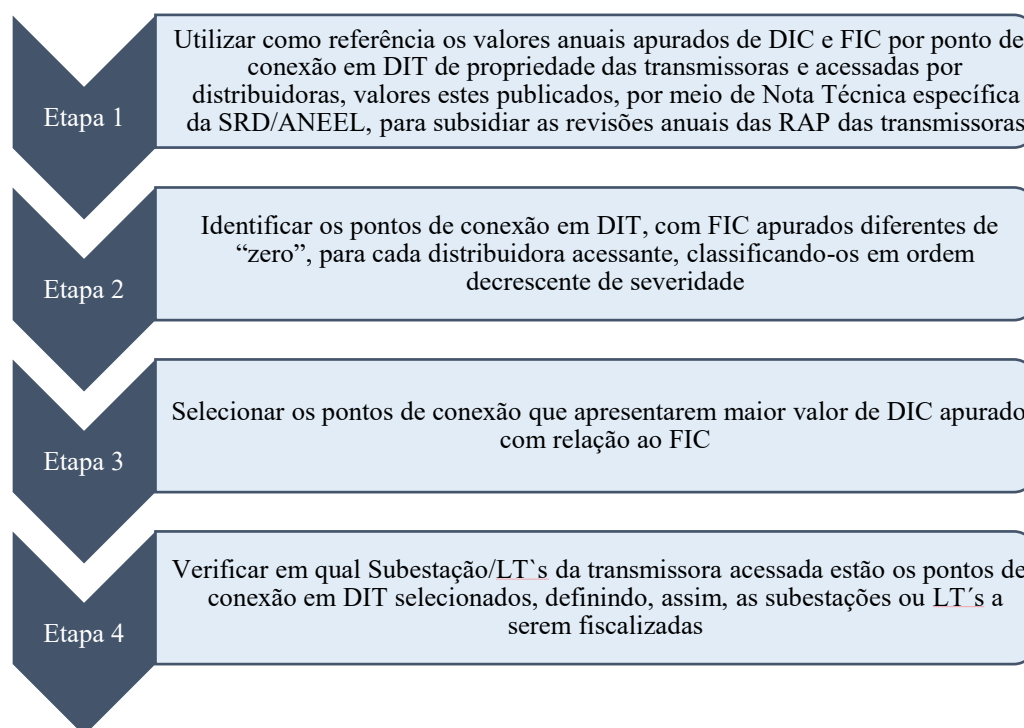 Etapa 1
Utilizar como referência os valores anuais apurados de DIC e FIC por ponto de
conexão em DIT de propriedade das transmissoras e acessadas por
distribuidoras, valores estes publicados, por meio de Nota Técnica específica
da SRD/ANEEL, para subsidiar as revisões anuais das RAP das transmissoras
Etapa 2
Identificar os pontos de conexão em DIT, com FIC apurados diferentes de
“zero”, para cada distribuidora acessante, classificando-os em ordem
decrescente de severidade
Etapa 3
Selecionar os pontos de conexão que apresentarem maior valor de DIC apurado
com relação ao FIC
Etapa 4
Verificar em qual Subestação/LT`s da transmissora acessada estão os pontos de
conexão em DIT selecionados, definindo, assim, as subestações ou LT´s a
serem fiscalizadas